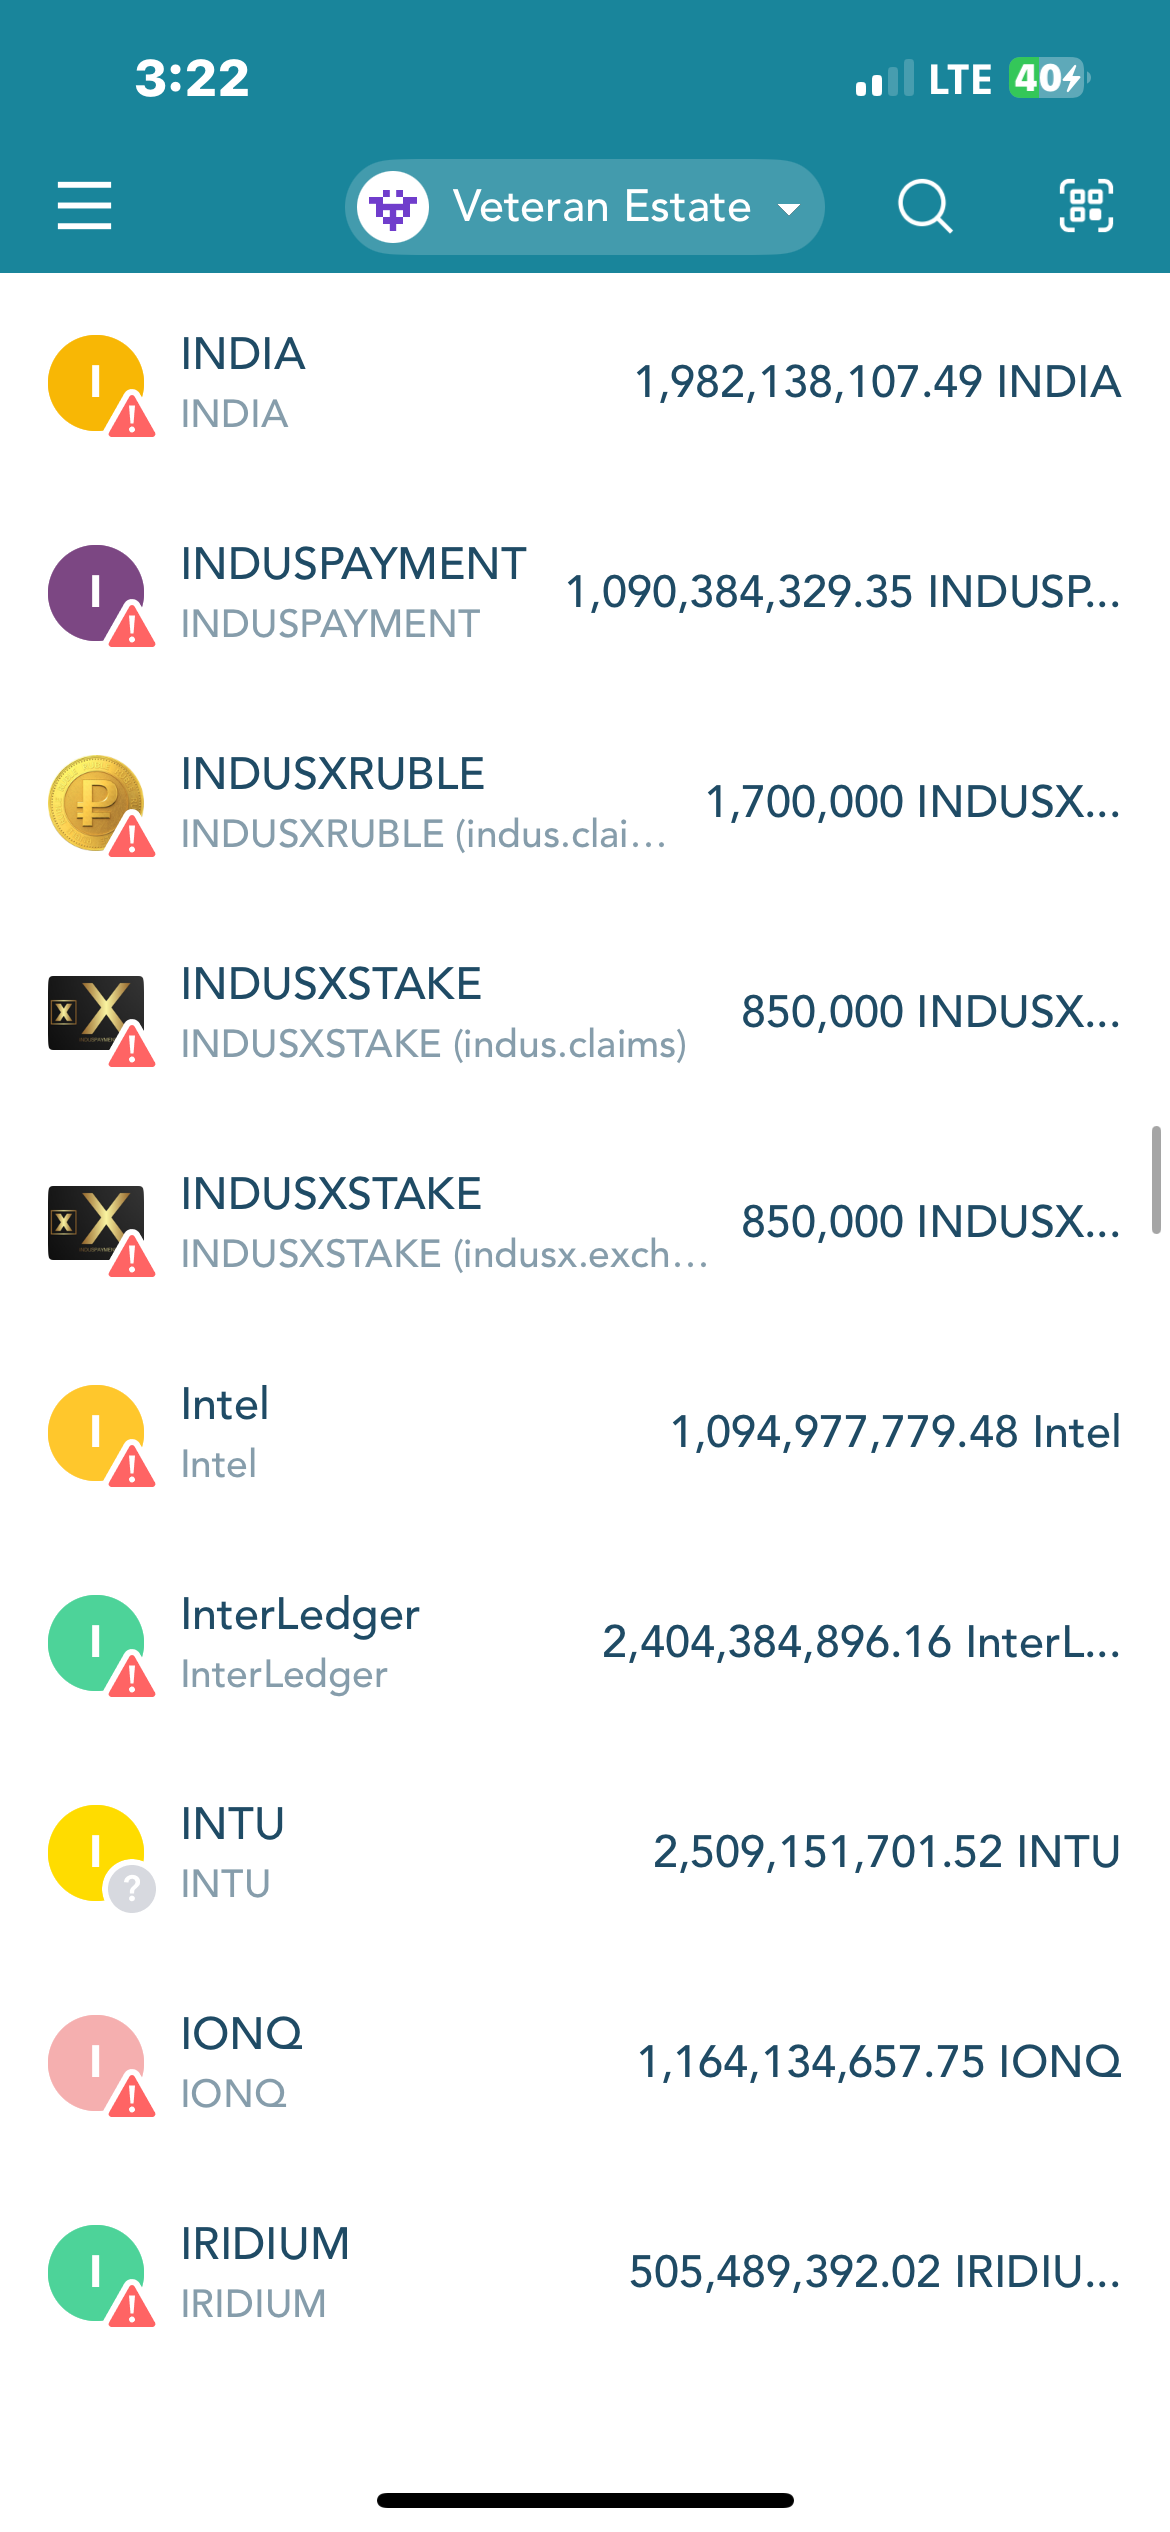 3:22
LTE 40
Veteran Estate
I
INDIA
INDIA
1,982,138,107.49 INDIA
I
INDUSPAYMENT
INDUSPAYMENT
1,090,384,329.35 INDUSP...
₽
INDUSXRUBLE
INDUSXRUBLE (indus.clai...
1,700,000 INDUSX...
X X
INDUSXSTAKE
INDUSXSTAKE (indus.claims)
850,000 INDUSX...
X X
INDUSXSTAKE
INDUSXSTAKE (indusx.exch...
850,000 INDUSX...
I
Intel
Intel
1,094,977,779.48 Intel
I
InterLedger
InterLedger
2,404,384,896.16 InterL...
I
?
INTU
INTU
2,509,151,701.52 INTU
I
IONQ
IONQ
1,164,134,657.75 IONQ
I
IRIDIUM
IRIDIUM
505,489,392.02 IRIDIU...